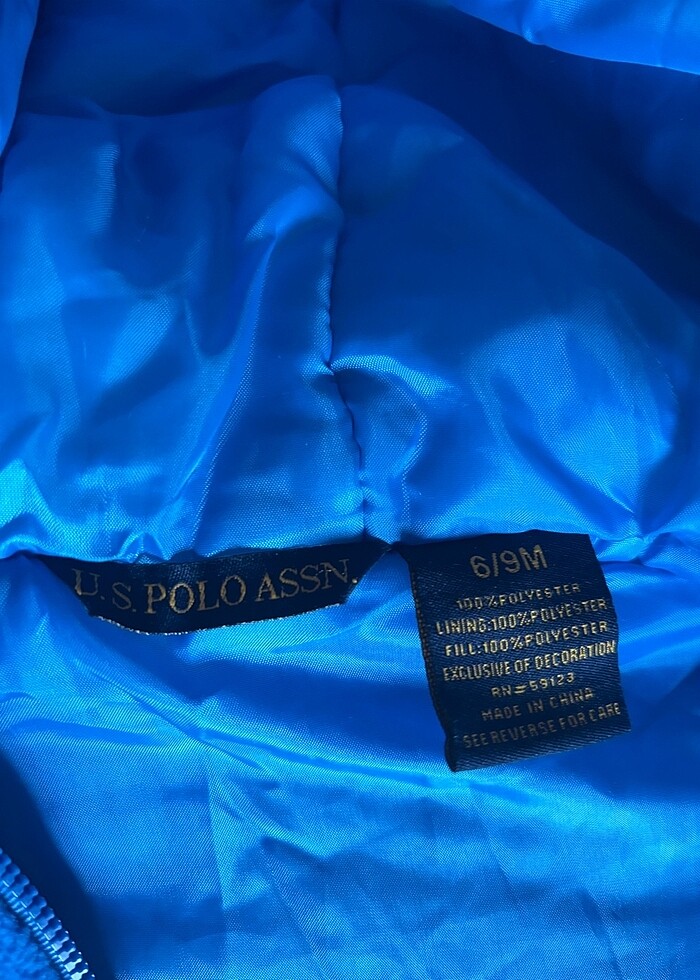 U.S. POLO ASSN.
6/9M
100%POLYESTER
LINING:100%POLYESTER
FILL:100%POLYESTER
EXCLUSIVE OF DECORATION
RN=59123
MADE IN CHINA
SEE REVERSE FOR CARE